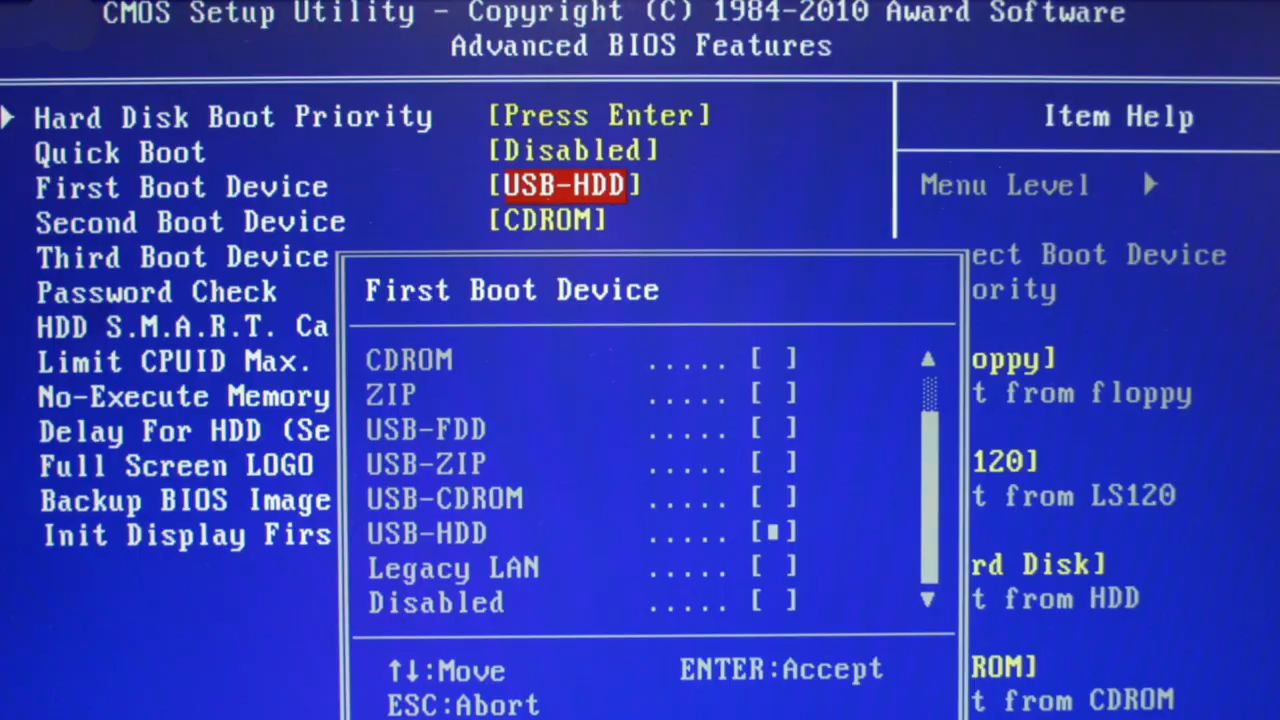 CMOS Setup Utility - Copyright (C) 1984-2010 Award Software
Advanced BIOS Features
Hard Disk Boot Priority [Press Enter]
Quick Boot [Disabled]
First Boot Device [USB-HDD]
Second Boot Device [CDROM]
Third Boot Device
Password Check
HDD S.M.A.R.T. Ca
Limit CPUID Max.
No-Execute Memory
Delay For HDD (Se
Full Screen LOGO
Backup BIOS Image
Init Display Firs
First Boot Device
CDROM ..... [ ]
ZIP ..... [ ]
USB-FDD ..... [ ]
USB-ZIP ..... [ ]
USB-CDROM ..... [ ]
USB-HDD ..... [■]
Legacy LAN ..... [ ]
Disabled ..... [ ]
↑↓:Move ENTER:Accept
ESC:Abort
Item Help
Menu Level
ect Boot Device
ority
oppy]
t from floppy
120]
t from LS120
rd Disk]
t from HDD
ROM]
t from CDROM